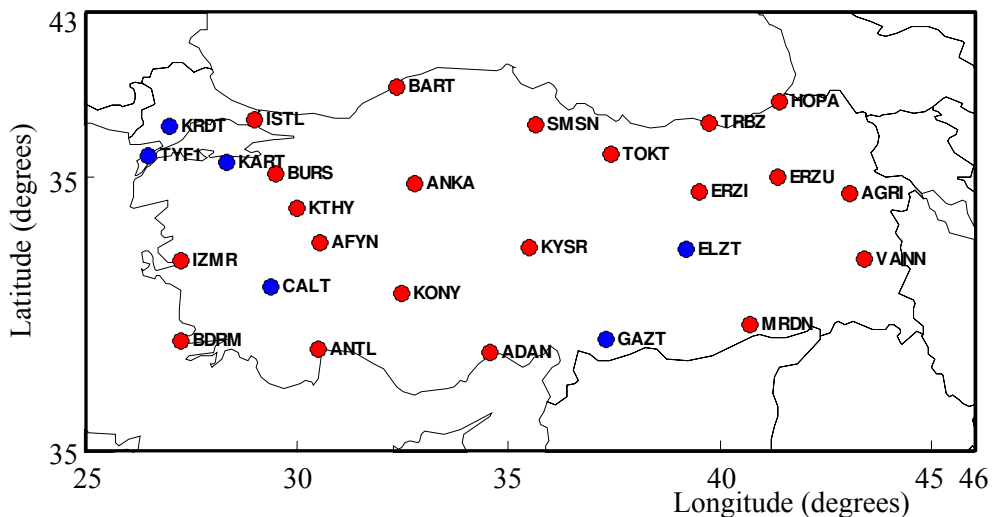 43
BART
HOPA
ISTL
TRBZ
KRDT
SMSN
TYF1
KART
TOKT
35
BURS
ANKA
ERZU
ERZI
AGRI
KTHY
AFYN
KYSR
ELZT
IZMR
VANN
CALT
KONY
MRDN
BDRM
GAZT
ANTL
ADAN
Latitude (degrees)
35
25
30
35
40
45
46
Longitude (degrees)